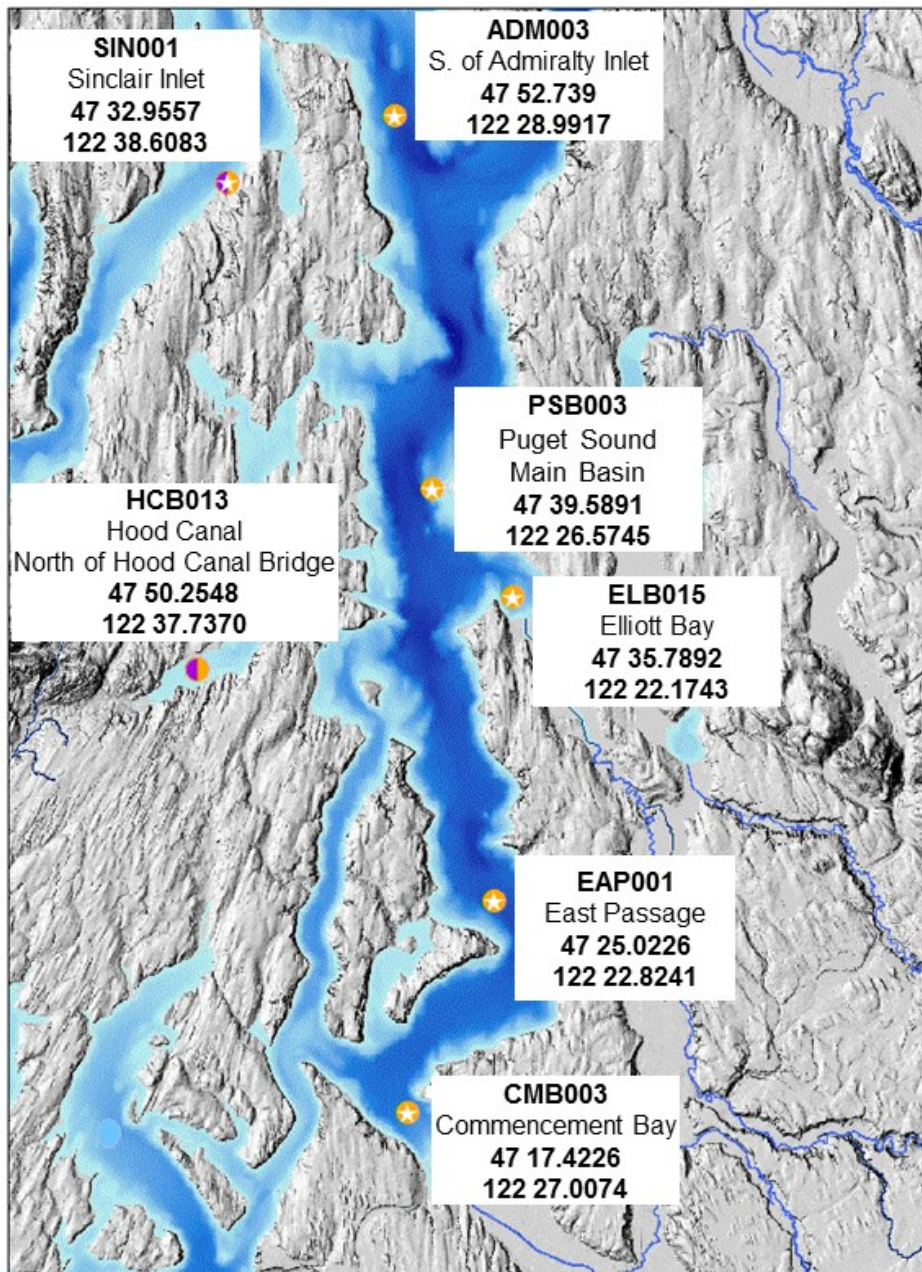 SIN001
Sinclair Inlet
47 32.9557
122 38.6083
ADM003
S. of Admiralty Inlet
47 52.739
122 28.9917
PSB003
Puget Sound
Main Basin
47 39.5891
122 26.5745
HCB013
Hood Canal
North of Hood Canal Bridge
47 50.2548
122 37.7370
ELB015
Elliott Bay
47 35.7892
122 22.1743
EAP001
East Passage
47 25.0226
122 22.8241
CMB003
Commencement Bay
47 17.4226
122 27.0074